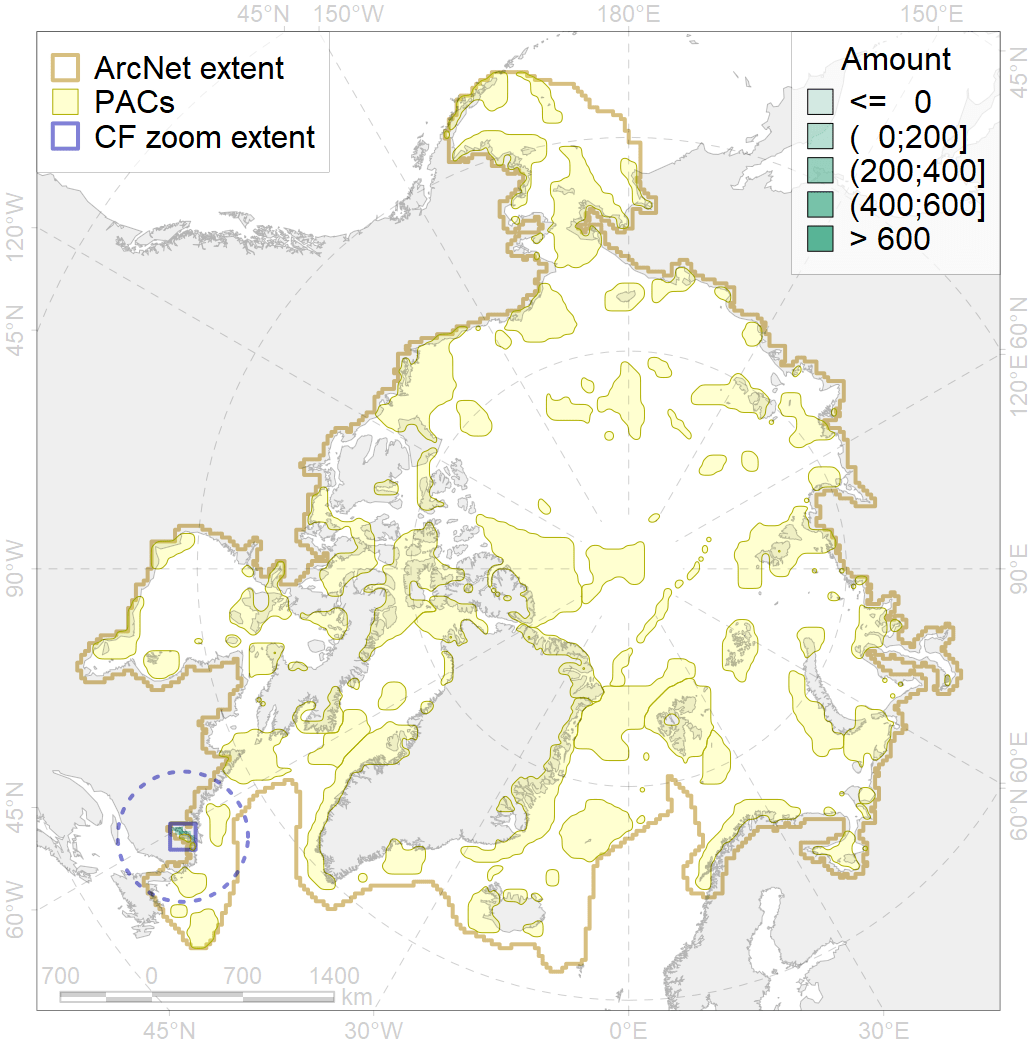 45°N 150°W 180°E 150°E
ArcNet extent
PACs
CF zoom extent
Amount
<= 0
( 0;200]
(200;400]
(400;600]
> 600
45°N
120°W
45°N
60°N
120°E
90°W
90°E
45°N
60°E
60°N
60°W
700 0 700 1400
km
45°N 30°W 0°E 30°E